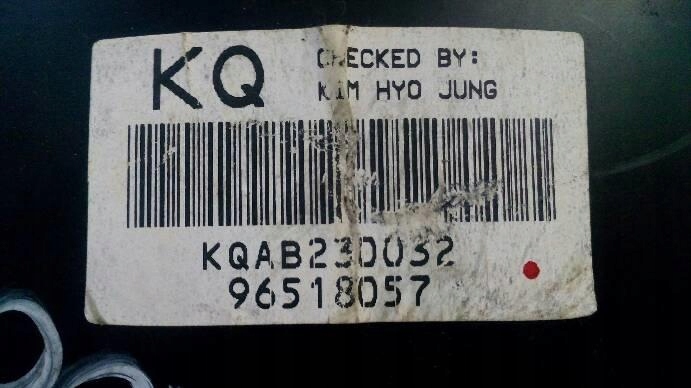 KQ
CHECKED BY:
KIM HYO JUNG
KQAB230032
96518057